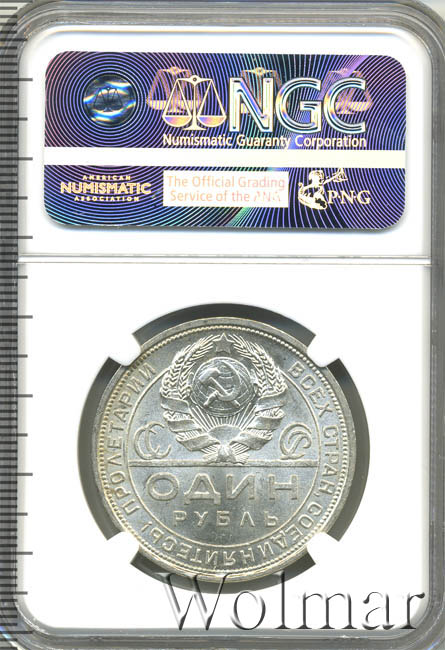 NGC
Numismatic Guaranty Corporation
AMERICAN
NUMISMATIC
ASSOCIATION
The Official Grading
Service of the ANA
PNG
ПРОЛЕТАРИИ ВСЕХ СТРАН, СОЕДИНЯЙТЕСЬ!
СС СР
ОДИН
РУБЛЬ
Wolmar